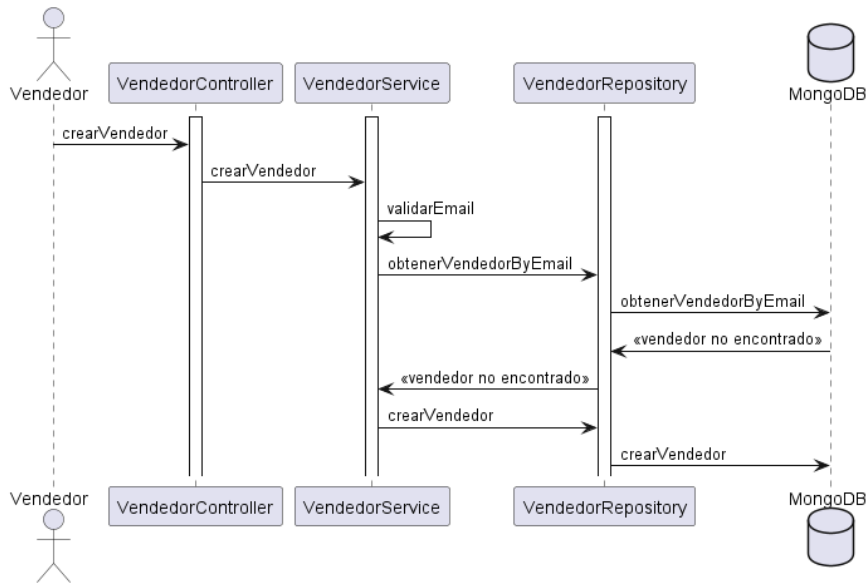 Vendedor
VendedorController
VendedorService
VendedorRepository
MongoDB
crearVendedor
crearVendedor
validarEmail
obtenerVendedorByEmail
obtenerVendedorByEmail
«vendedor no encontrado»
«vendedor no encontrado»
crearVendedor
crearVendedor
Vendedor
VendedorController
VendedorService
VendedorRepository
MongoDB